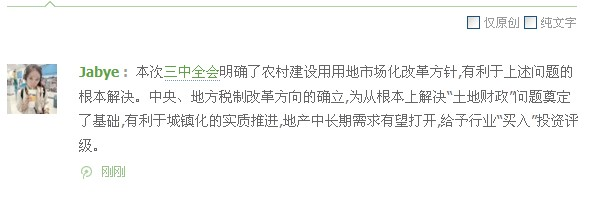 仅原创 纯文字
Jabye：本次三中全会明确了农村建设用用地市场化改革方针,有利于上述问题的
根本解决。中央、地方税制改革方向的确立,为从根本上解决“土地财政”问题奠定
了基础,有利于城镇化的实质推进,地产中长期需求有望打开,给予行业“买入”投资评
级。
刚刚